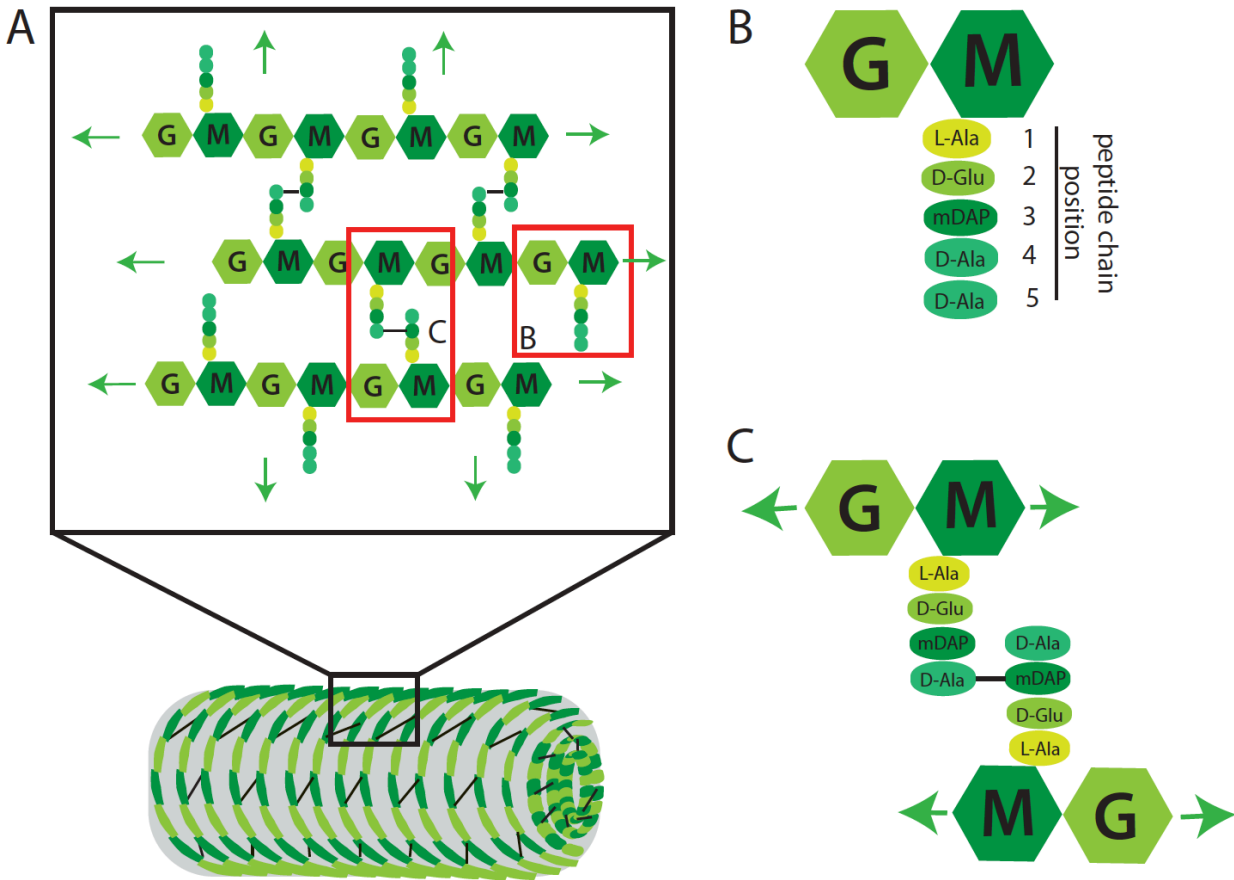 A
G M G M G M G M
G M G M G M G M
C
B
G M G M G M G M
B
G M
L-Ala 1
D-Glu 2
mDAP 3
D-Ala 4
D-Ala 5
peptide chain
position
C
G M
L-Ala
D-Glu
mDAP D-Ala
D-Ala mDAP
D-Glu
L-Ala
M G